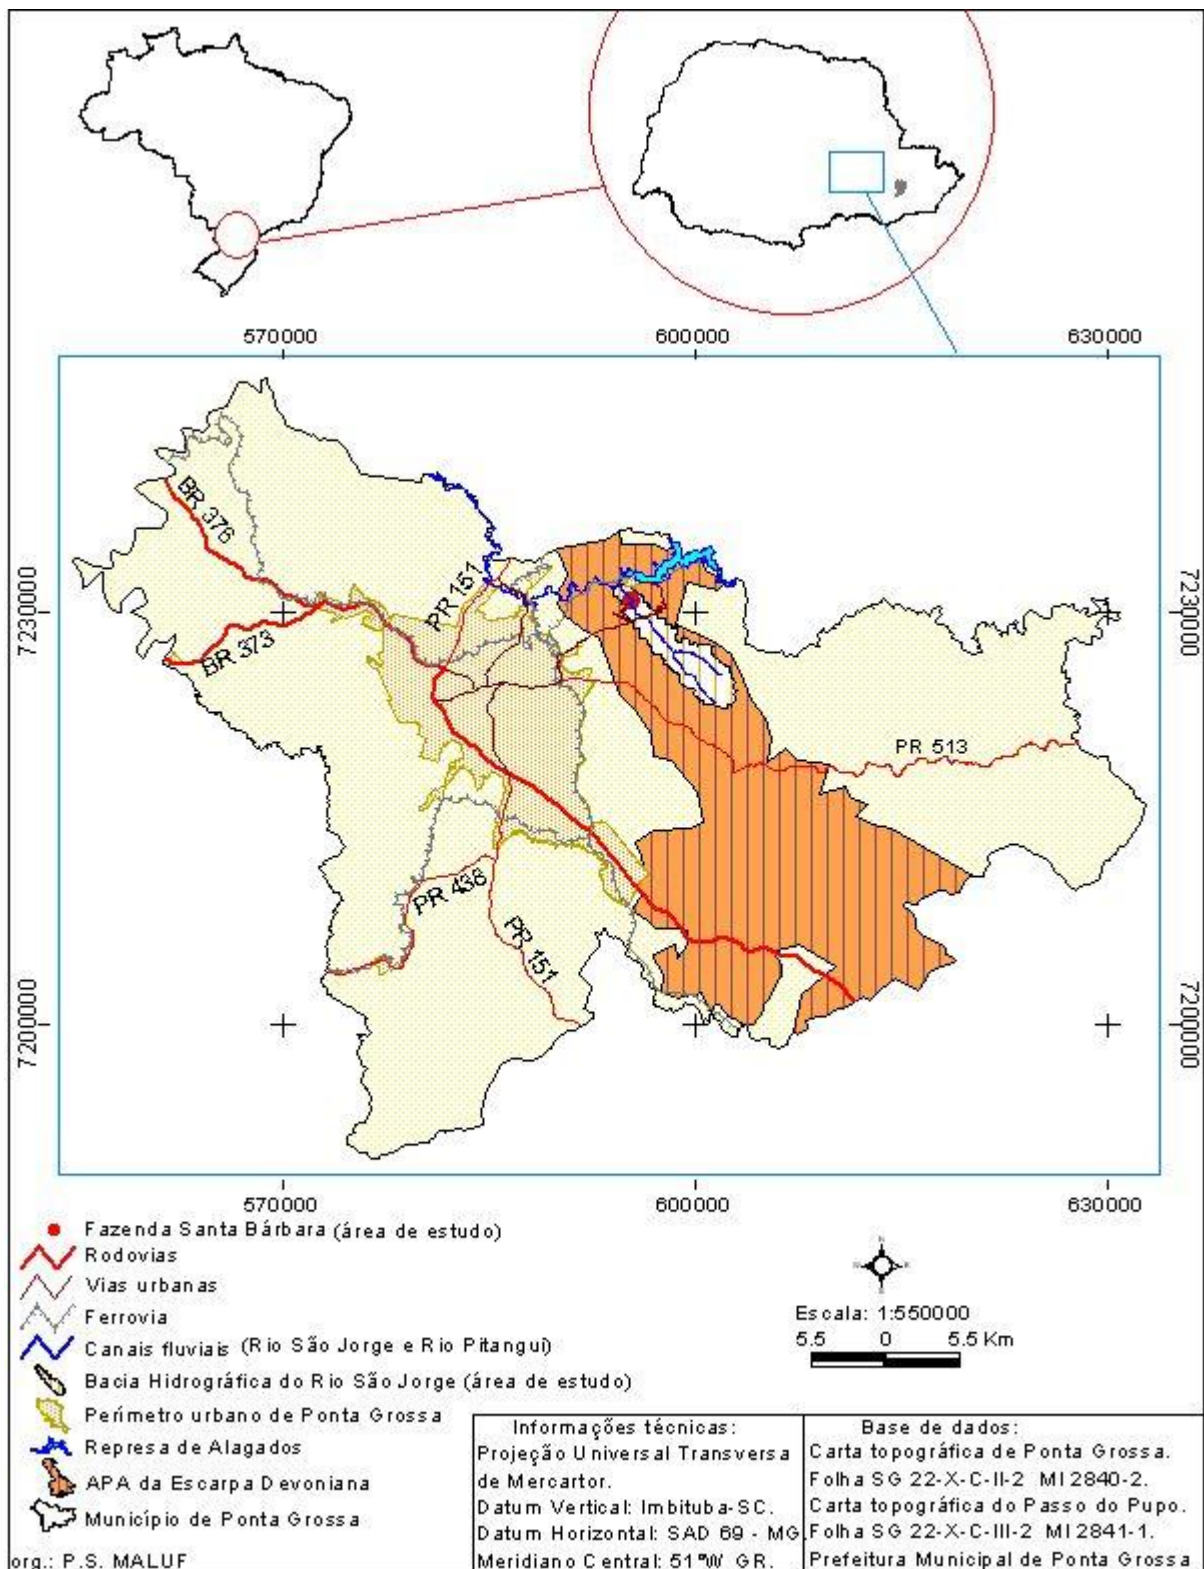 570000
600000
630000
BR 376
PR 151
7230000
7230000
BR 373
PR 513
PR 438
PR 151
7200000
7200000
570000
600000
630000
Fazenda Santa Bárbara (área de estudo)
Rodovias
Vias urbanas
Ferrovia
Canais fluviais (Rio São Jorge e Rio Pitangui)
Bacia Hidrográfica do Rio São Jorge (área de estudo)
Perímetro urbano de Ponta Grossa
Represa de Alagados
APA da Escarpa Devoniana
Município de Ponta Grossa
org.: P.S. MALUF
Escala: 1:550000
5.5 0 5.5 Km
Informações técnicas:
Projeção Universal Transversa
de Mercartor.
Datum Vertical: Imbituba-SC.
Datum Horizontal: SAD 69 - MG
Meridiano Central: 51°W GR.
Base de dados:
Carta topográfica de Ponta Grossa.
Folha SG 22-X-C-II-2 MI 2840-2.
Carta topográfica do Passo do Pupo.
Folha SG 22-X-C-III-2 MI 2841-1.
Prefeitura Municipal de Ponta Grossa